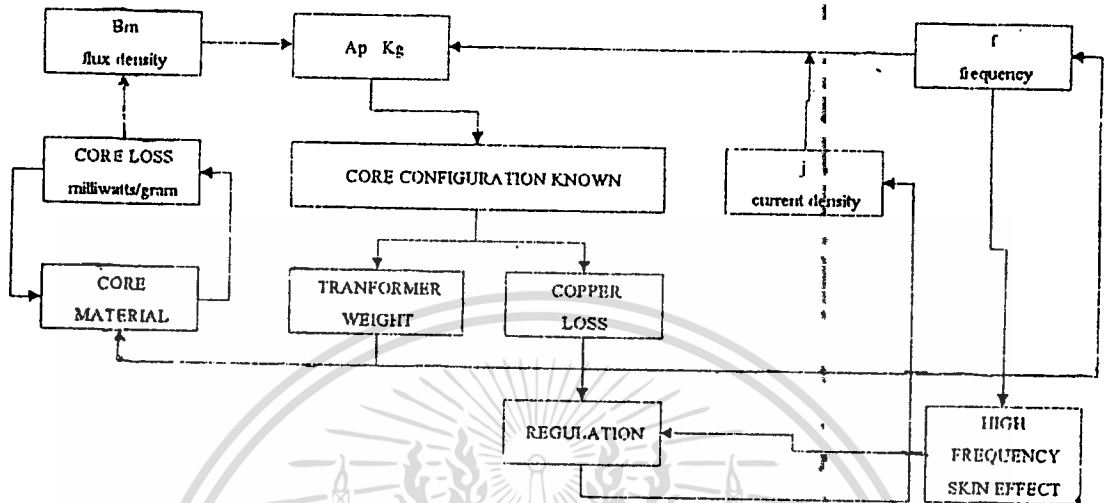 Bm
flux density
Ap Kg
f
frequency
CORE LOSS
milliwatts/gram
CORE CONFIGURATION KNOWN
j
current density
CORE
MATERIAL
TRANFORMER
WEIGHT
COPPER
LOSS
REGULATION
HIGH
FREQUENCY
SKIN EFFECT